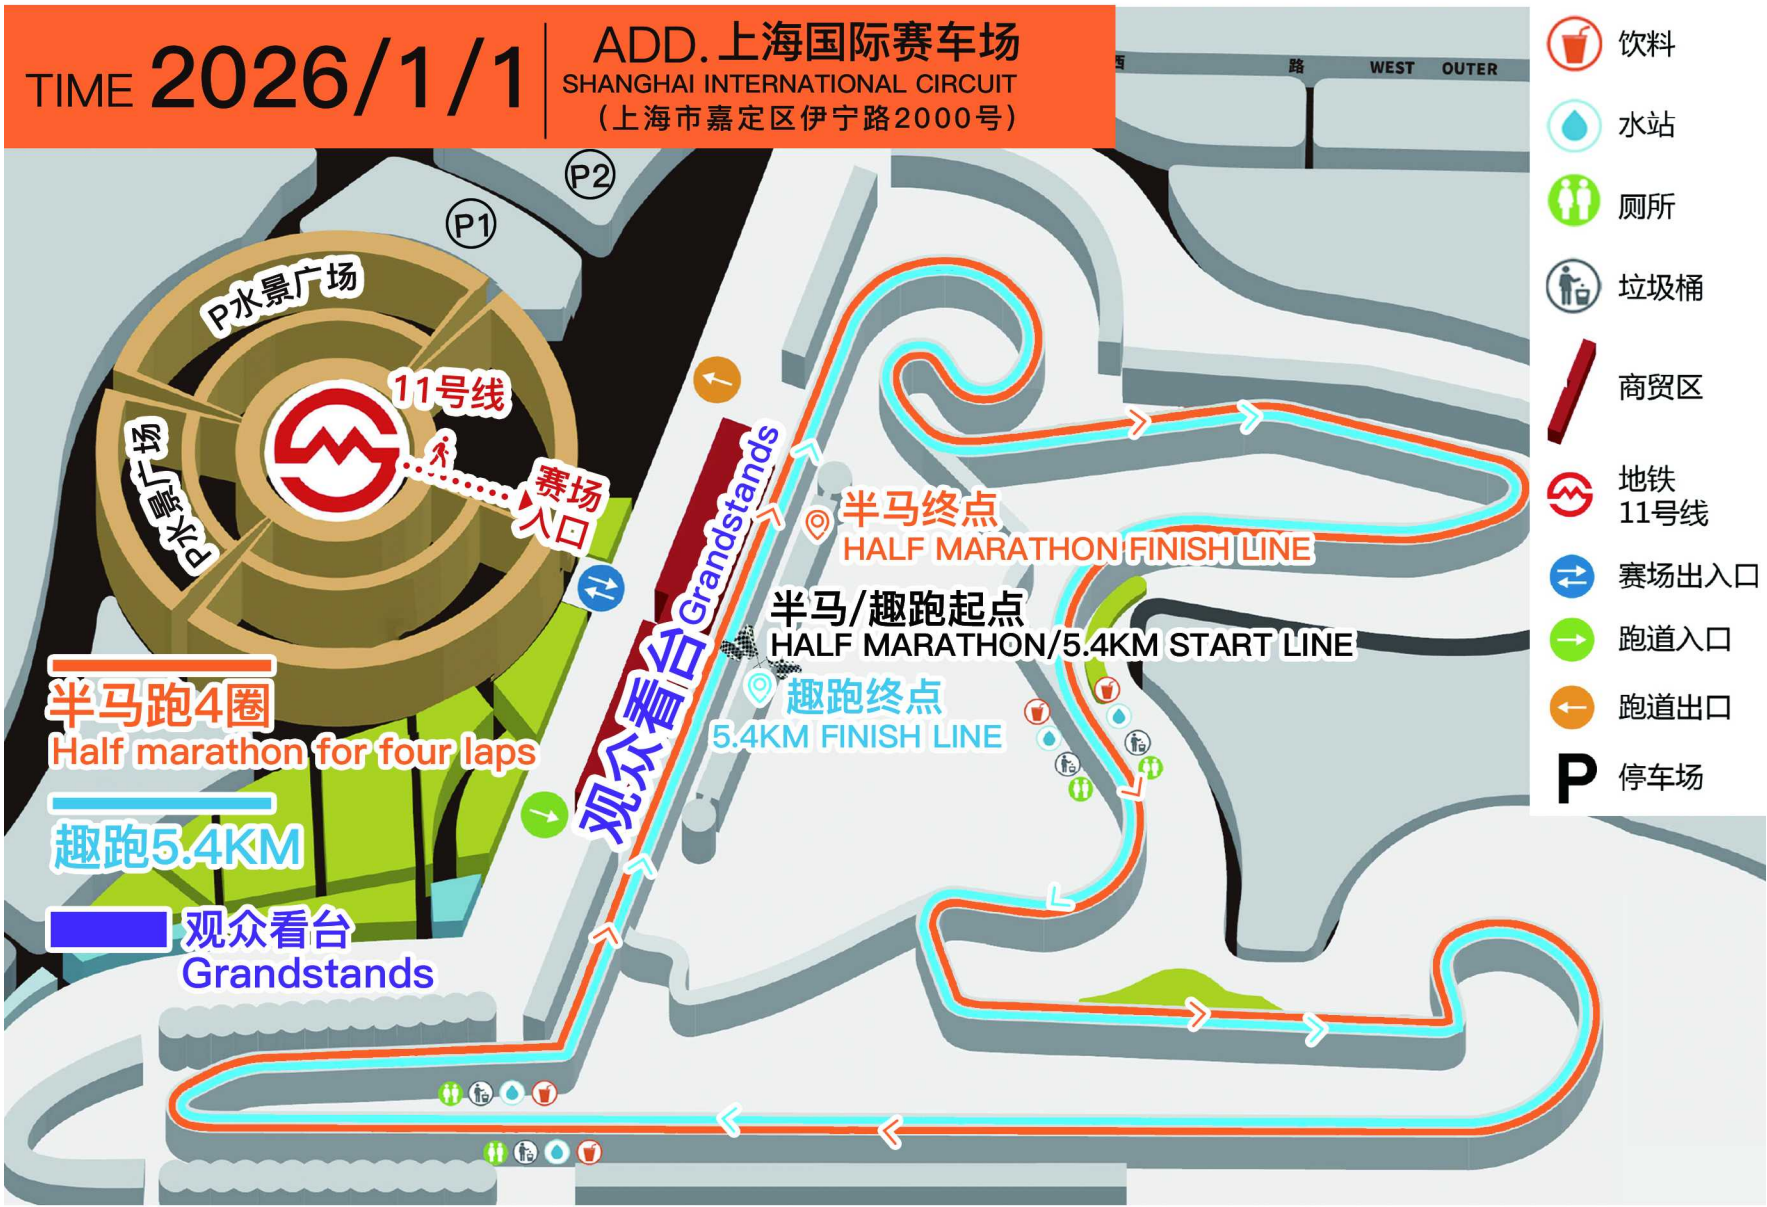 TIME 2026/1/1
ADD. 上海国际赛车场
SHANGHAI INTERNATIONAL CIRCUIT
(上海市嘉定区伊宁路2000号)
西 路 WEST OUTER
P2
P1
P水景广场
P水景广场
11号线
赛场
入口
观众看台 Grandstands
半马终点
HALF MARATHON FINISH LINE
半马/趣跑起点
HALF MARATHON/5.4KM START LINE
趣跑终点
5.4KM FINISH LINE
半马跑4圈
Half marathon for four laps
趣跑5.4KM
观众看台
Grandstands
饮料
水站
厕所
垃圾桶
商贸区
地铁
11号线
赛场出入口
跑道入口
跑道出口
P 停车场